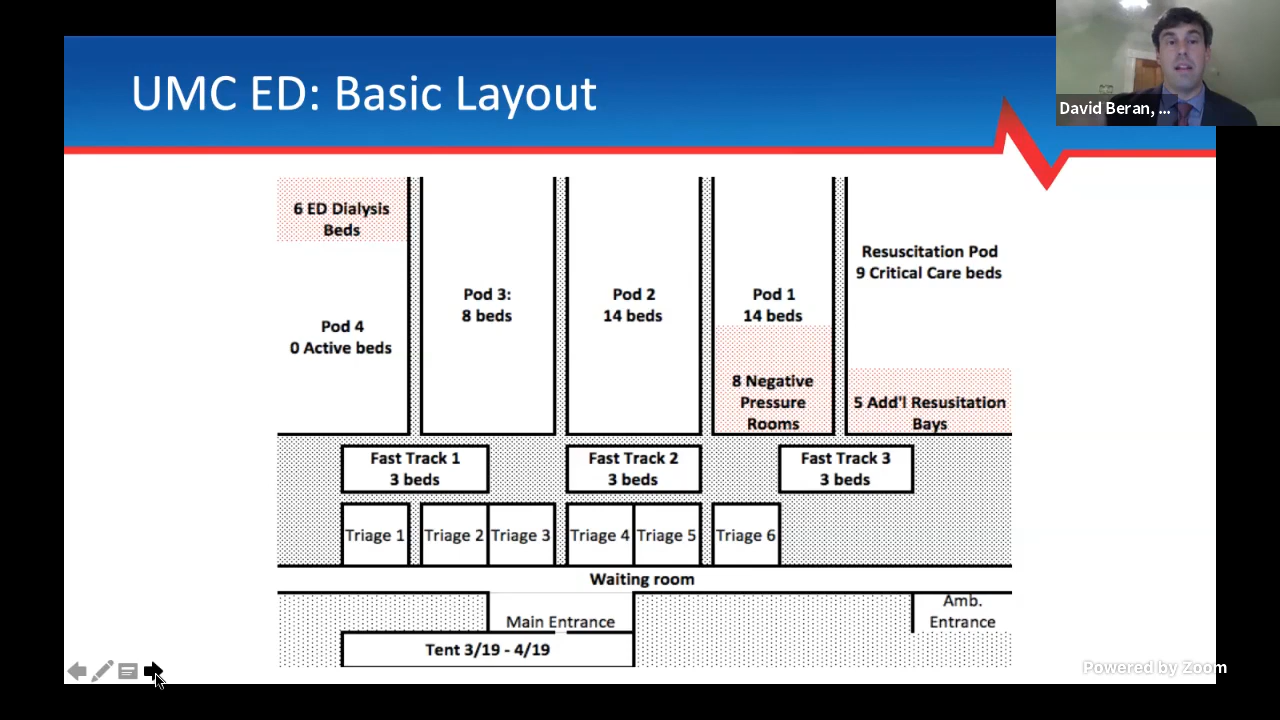 David Beran, ...
UMC ED: Basic Layout
6 ED Dialysis
Beds
Pod 4
0 Active beds
Pod 3:
8 beds
Pod 2
14 beds
Pod 1
14 beds
8 Negative
Pressure
Rooms
Resuscitation Pod
9 Critical Care beds
5 Add'l Resusitation
Bays
Fast Track 1
3 beds
Fast Track 2
3 beds
Fast Track 3
3 beds
Triage 1
Triage 2
Triage 3
Triage 4
Triage 5
Triage 6
Waiting room
Main Entrance
Amb.
Entrance
Tent 3/19 - 4/19
Powered by Zoom